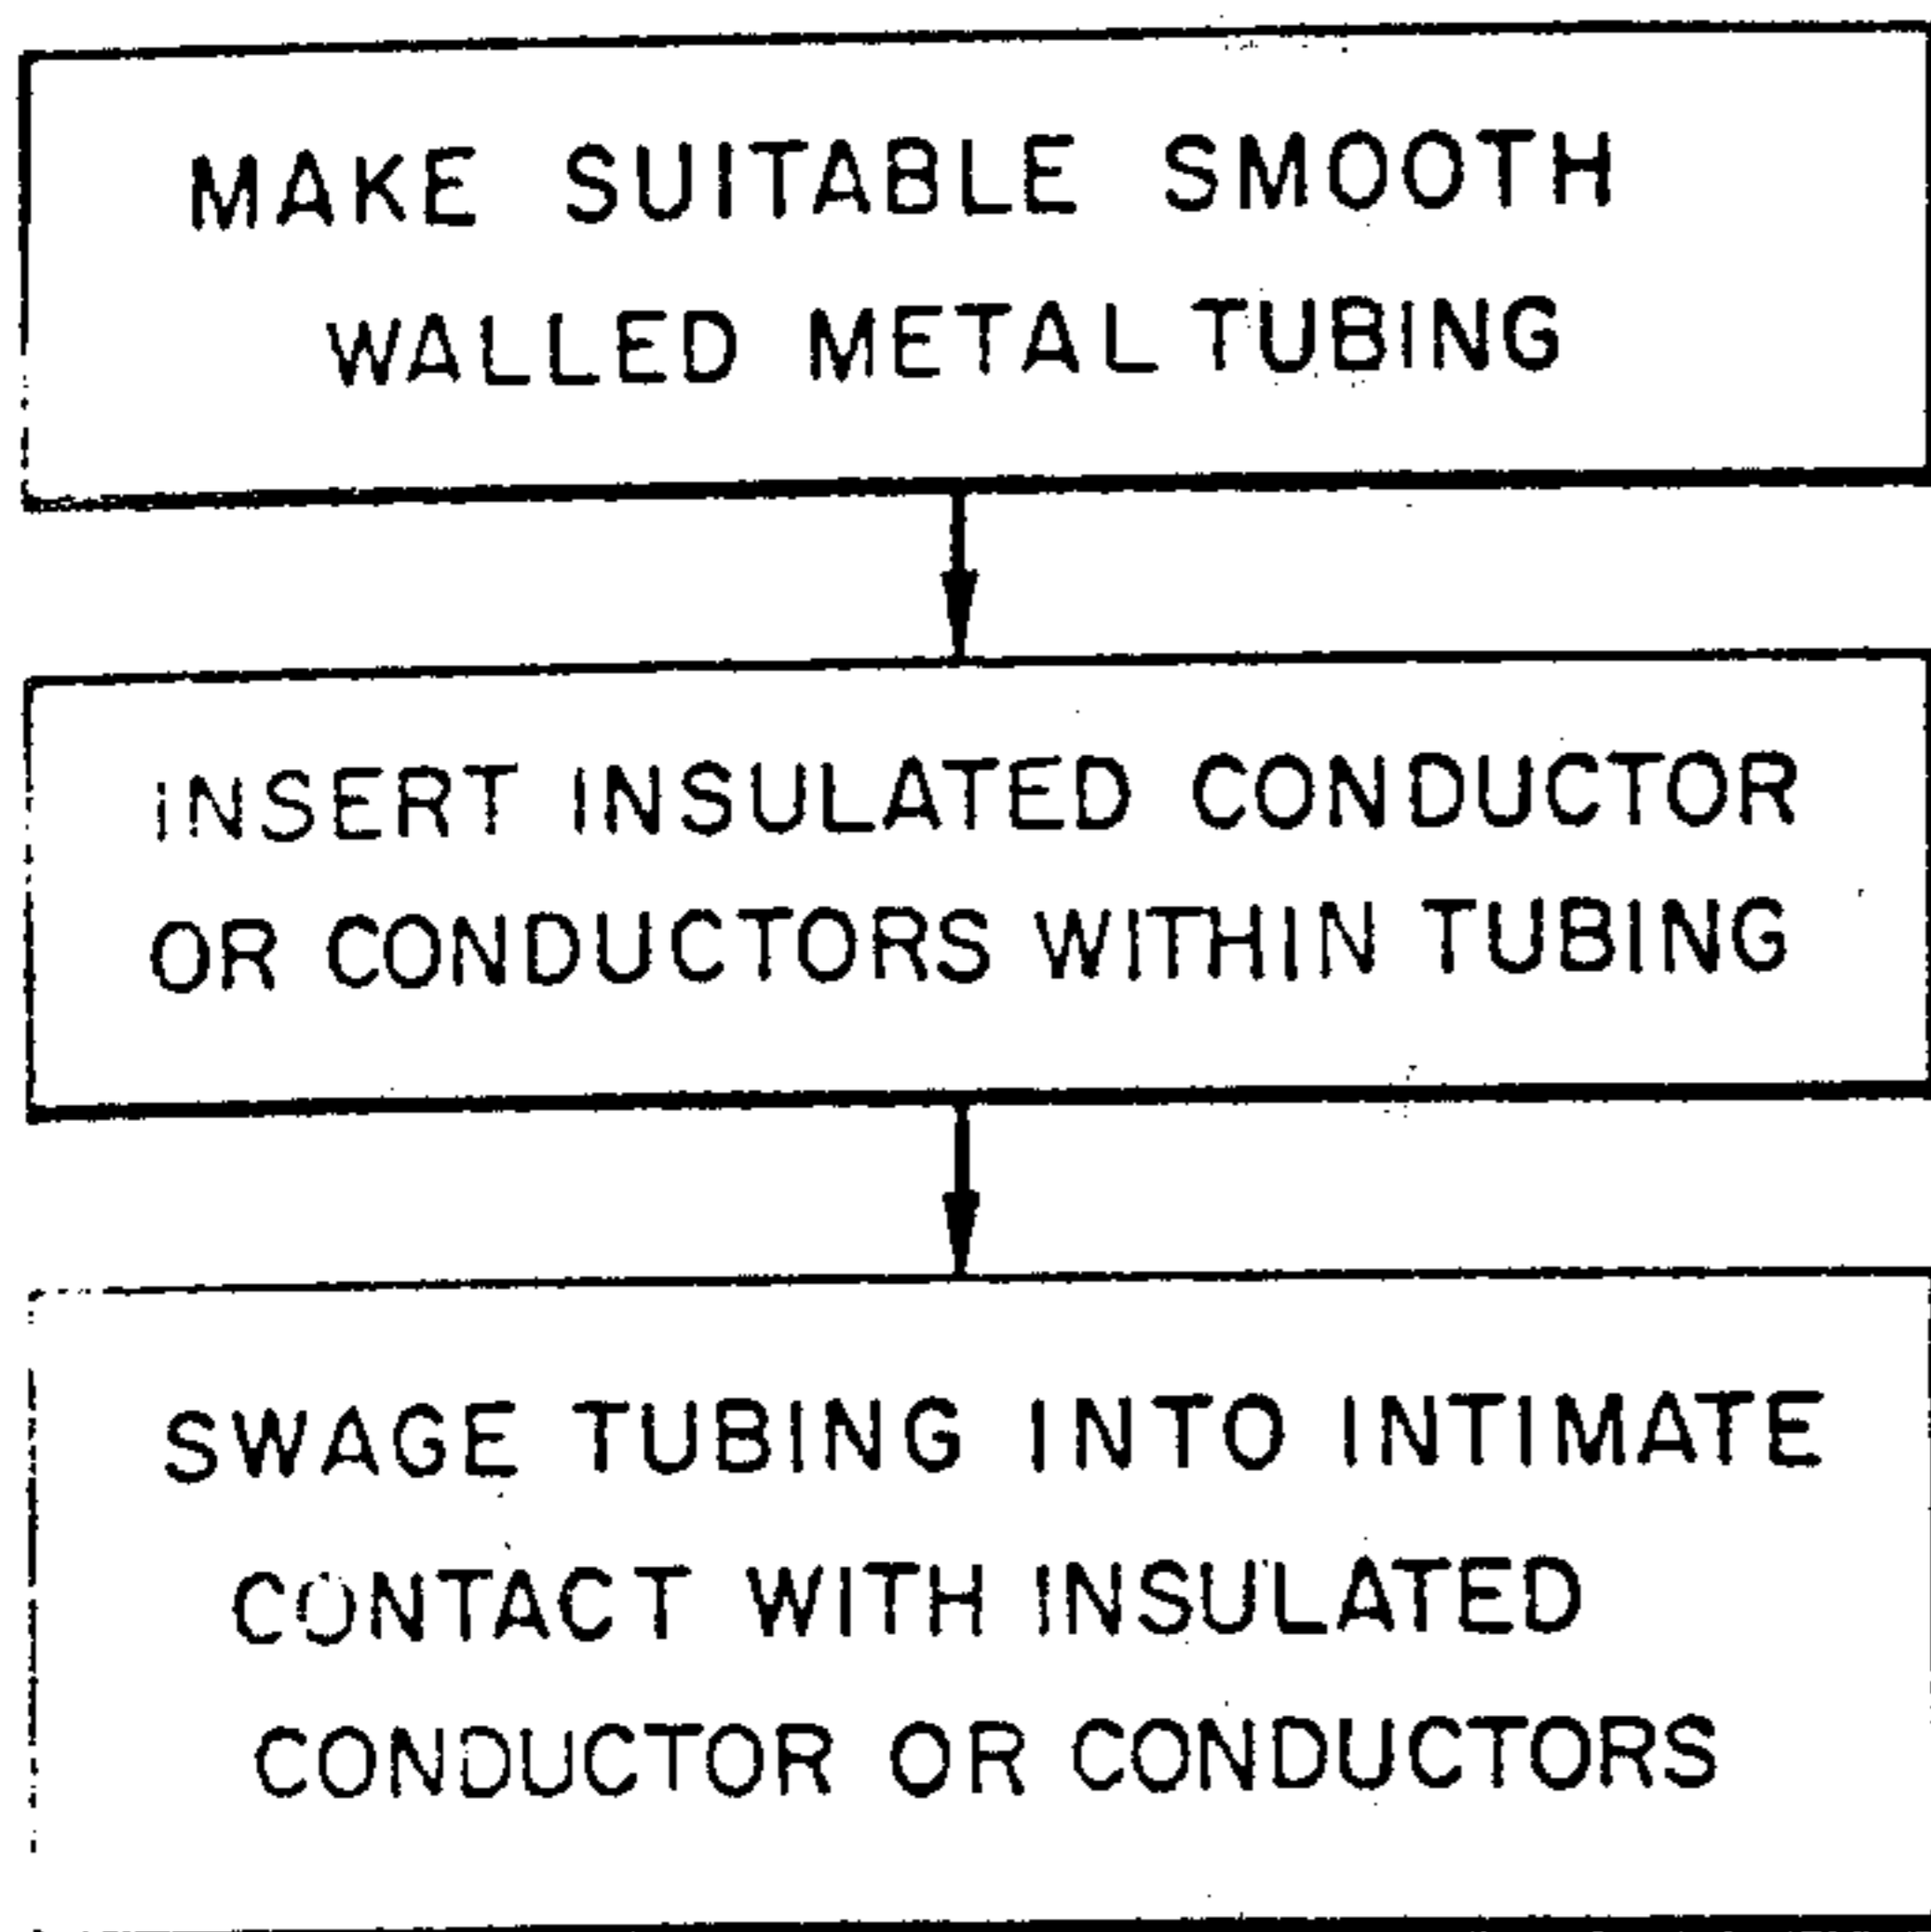 MAKE SUITABLE SMOOTH
WALLED METAL TUBING
INSERT INSULATED CONDUCTOR
OR CONDUCTORS WITHIN TUBING
SWAGE TUBING INTO INTIMATE
CONTACT WITH INSULATED
CONDUCTOR OR CONDUCTORS